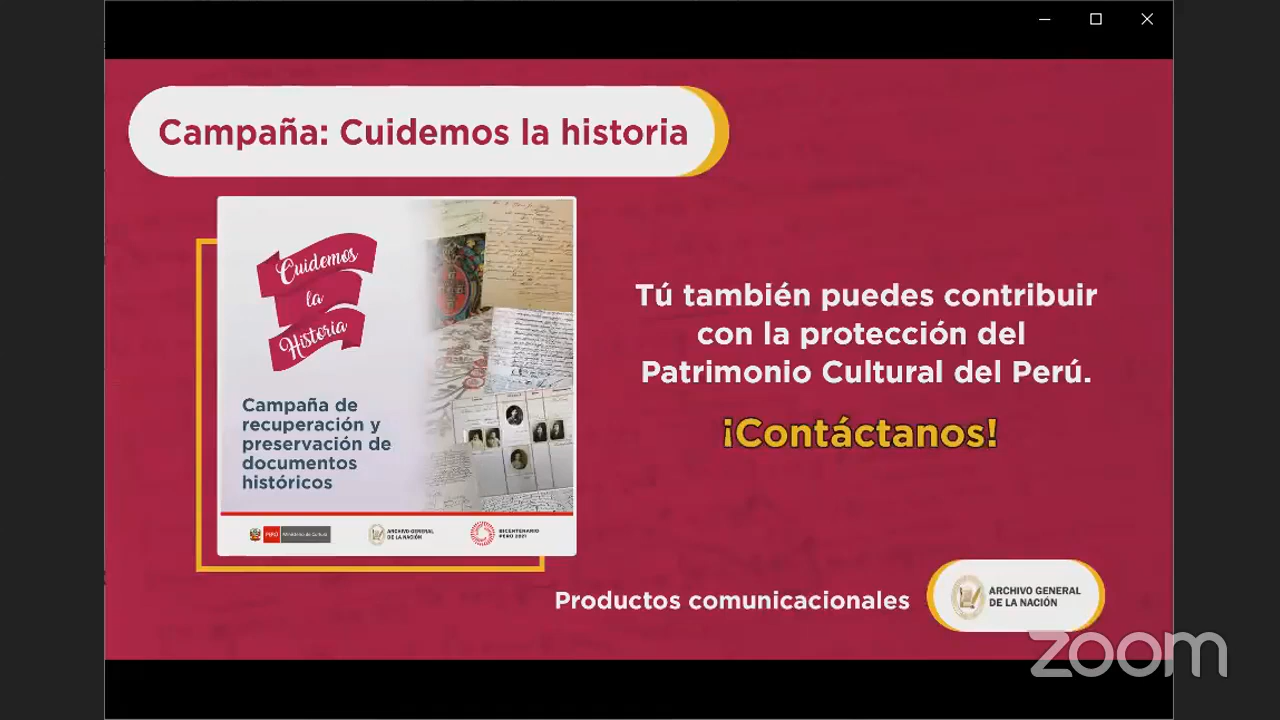 Campaña: Cuidemos la historia
Cuidemos
la
Historia
Campaña de
recuperación y
preservación de
documentos
históricos
PERÚ Ministerio de Cultura
ARCHIVO GENERAL
DE LA NACIÓN
BICENTENARIO
PERÚ 2021
Tú también puedes contribuir
con la protección del
Patrimonio Cultural del Perú.
¡Contáctanos!
Productos comunicacionales
ARCHIVO GENERAL
DE LA NACIÓN
zoom